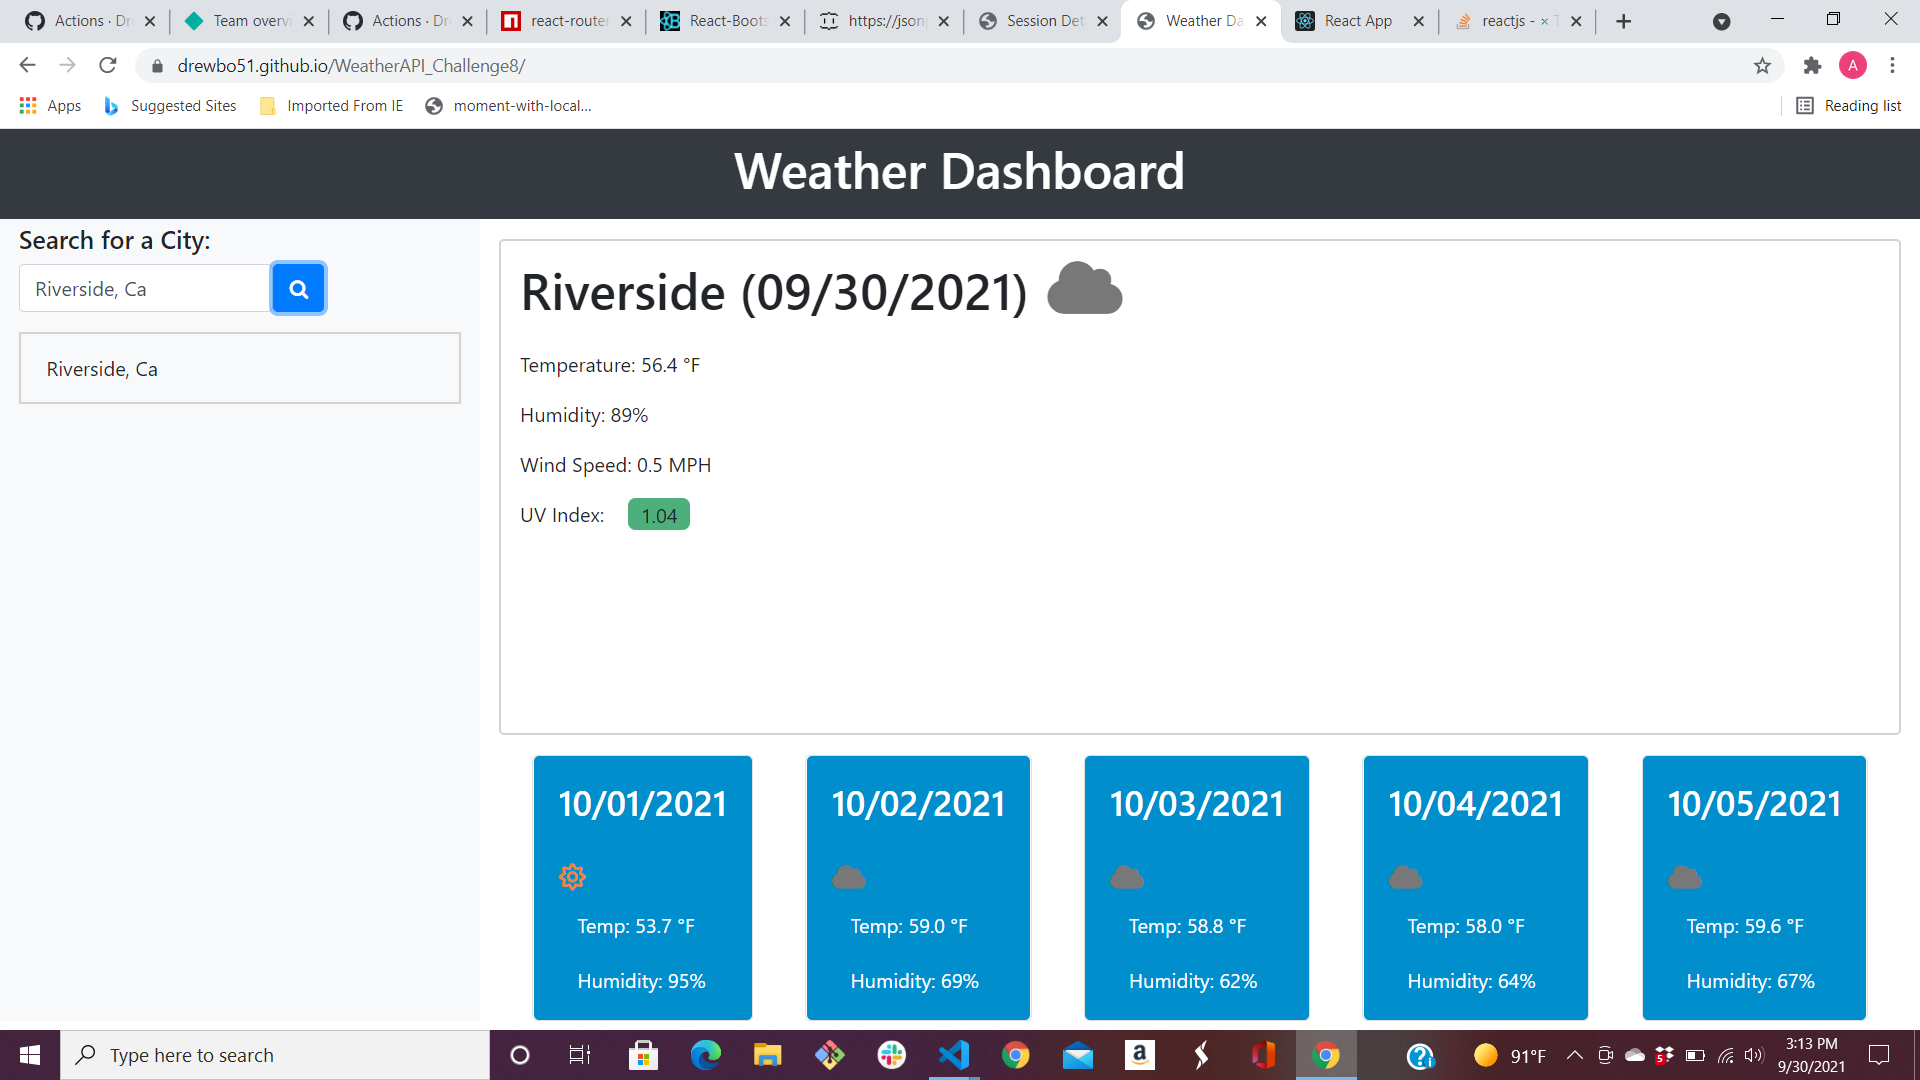 Actions · Dr
Team overvi
Actions · Dr
react-router
React-Boots
https://json
Session Det
Weather Da
React App
reactjs - × T
drewbo51.github.io/WeatherAPI_Challenge8/
A
Apps
Suggested Sites
Imported From IE
moment-with-local...
Reading list
Weather Dashboard
Search for a City:
Riverside, Ca
Riverside, Ca
Riverside (09/30/2021)
Temperature: 56.4 °F
Humidity: 89%
Wind Speed: 0.5 MPH
UV Index: 1.04
10/01/2021
Temp: 53.7 °F
Humidity: 95%
10/02/2021
Temp: 59.0 °F
Humidity: 69%
10/03/2021
Temp: 58.8 °F
Humidity: 62%
10/04/2021
Temp: 58.0 °F
Humidity: 64%
10/05/2021
Temp: 59.6 °F
Humidity: 67%
Type here to search
91°F
3:13 PM
9/30/2021